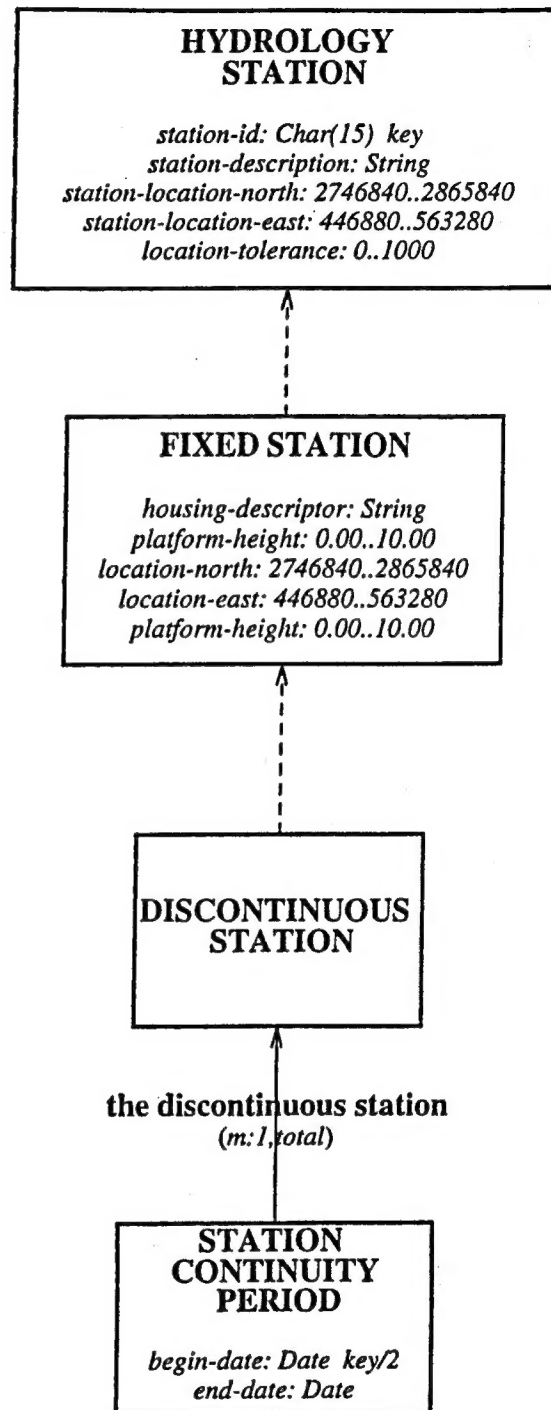 HYDROLOGY
STATION
station-id: Char(15) key
station-description: String
station-location-north: 2746840..2865840
station-location-east: 446880..563280
location-tolerance: 0..1000
FIXED STATION
housing-descriptor: String
platform-height: 0.00..10.00
location-north: 2746840..2865840
location-east: 446880..563280
platform-height: 0.00..10.00
DISCONTINUOUS
STATION
the discontinuous station
(m:1,total)
STATION
CONTINUITY
PERIOD
begin-date: Date key/2
end-date: Date